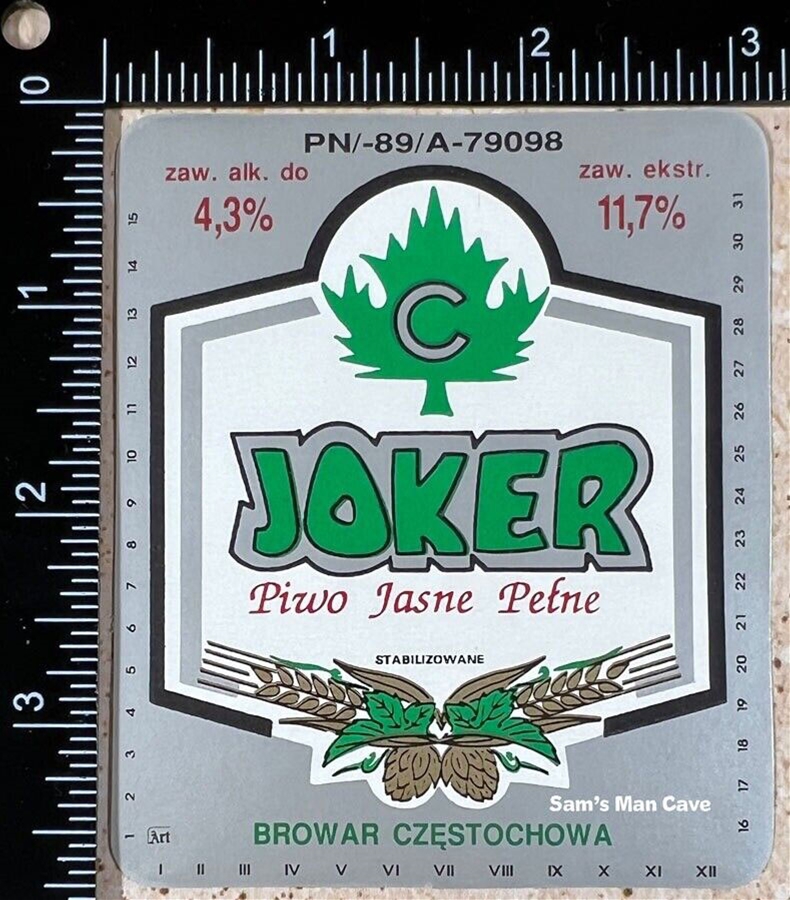 1 2 3
0
1
2
3
PN/-89/A-79098
zaw. alk. do
4,3%
zaw. ekstr.
11,7%
C
JOKER
Piwo Jasne Pełne
STABILIZOWANE
Sam's Man Cave
BROWAR CZĘSTOCHOWA
Art
1 2 3 4 5 6 7 8 9 10 11 12 13 14 15
16 17 18 19 20 21 22 23 24 25 26 27 28 29 30 31
I II III IV V VI VII VIII IX X XI XII